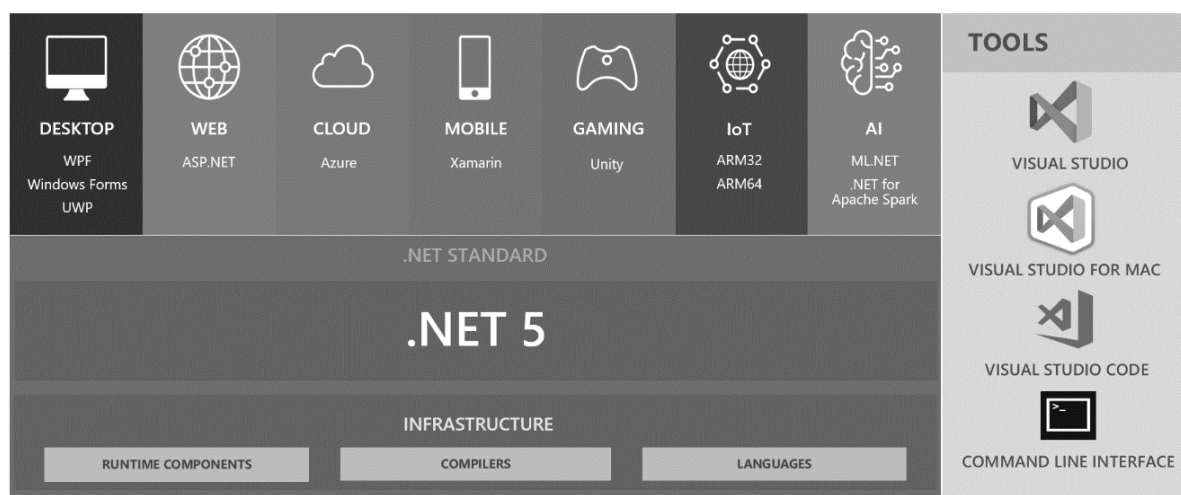 DESKTOP
WPF
Windows Forms
UWP
WEB
ASP.NET
CLOUD
Azure
MOBILE
Xamarin
GAMING
Unity
IoT
ARM32
ARM64
AI
ML.NET
.NET for
Apache Spark
.NET STANDARD
.NET 5
INFRASTRUCTURE
RUNTIME COMPONENTS
COMPILERS
LANGUAGES
TOOLS
VISUAL STUDIO
VISUAL STUDIO FOR MAC
VISUAL STUDIO CODE
>_
COMMAND LINE INTERFACE